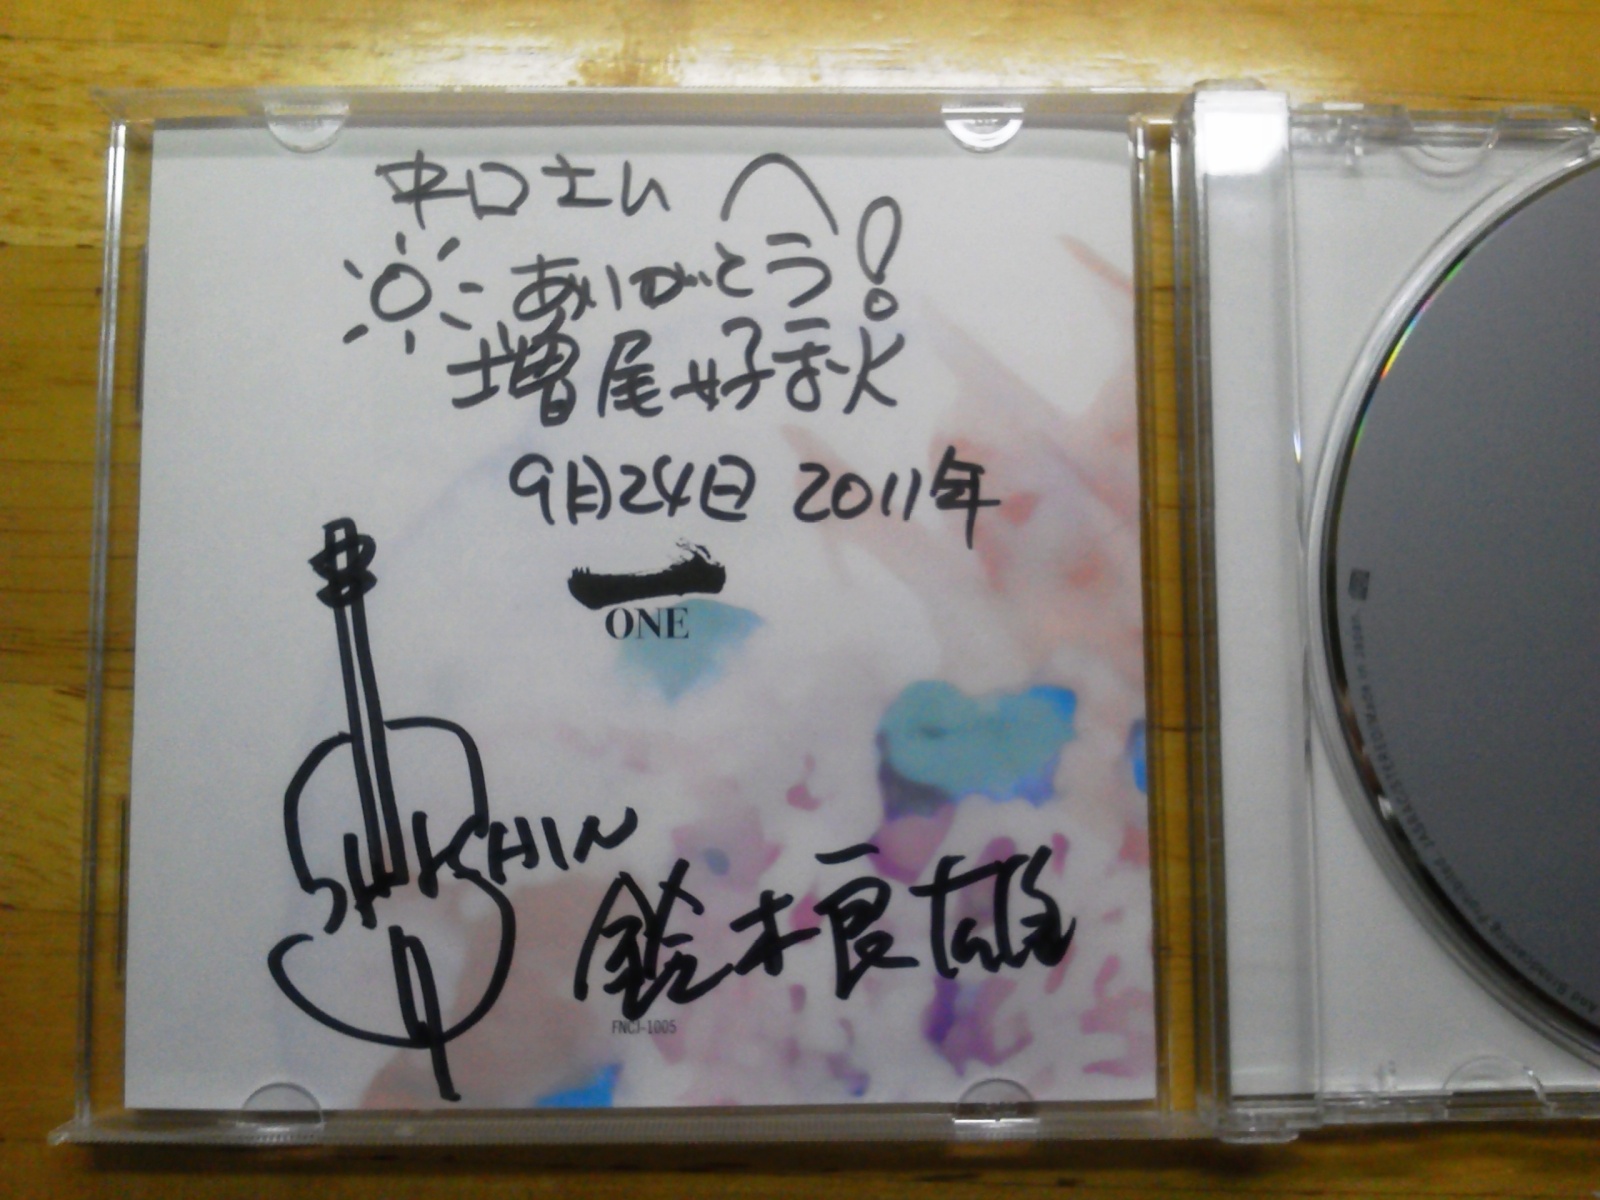 中口さんへ
ありがとう!
増尾好秋
9月24日 2011年
一
ONE
CHIN
鈴木良雄
FNCJ-1005